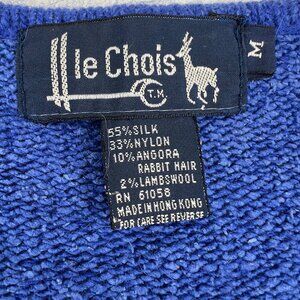 le Chois
T.M.
M
55% SILK
33% NYLON
10% ANGORA
RABBIT HAIR
2% LAMBSWOOL
RN 61058
MADE IN HONG KONG
FOR CARE SEE REVERSE